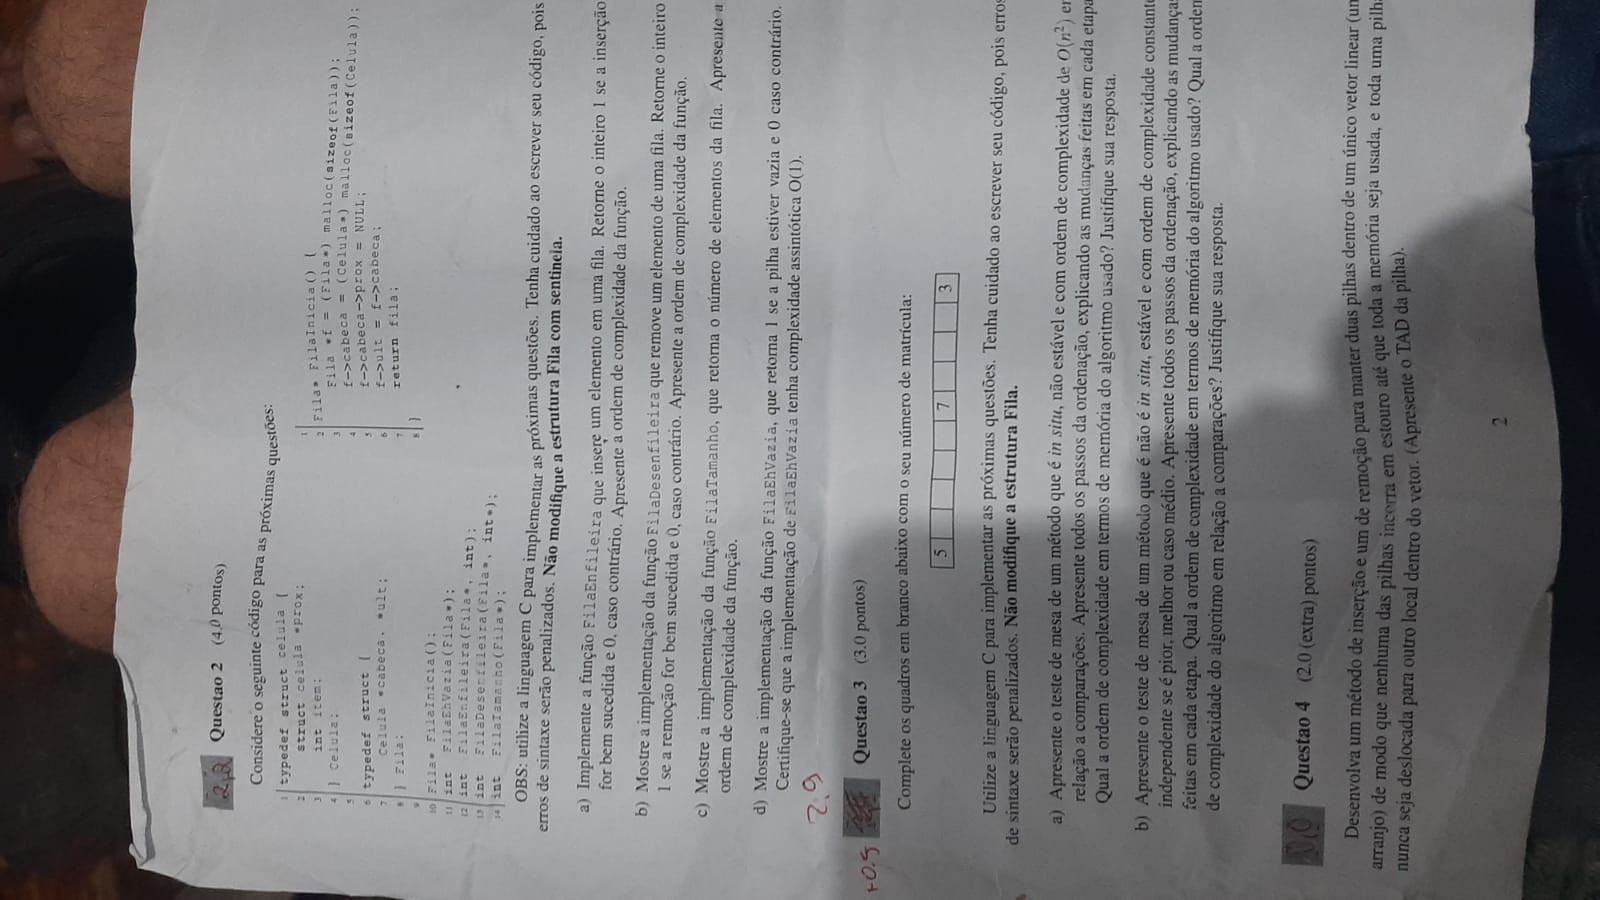 2,2
Questao 2 (4.0 pontos)
Considere o seguinte código para as próximas questões:
1 typedef struct celula {
2 struct celula *prox;
3 int item;
4 } Celula;
5
6 typedef struct {
7 Celula *cabeca, *ult;
8 } Fila;
9
10 Fila* FilaInicia();
11 int FilaEhVazia(Fila*);
12 int FilaEnfileira(Fila*, int);
13 int FilaDesenfileira(Fila*, int*);
14 int FilaTamanho(Fila*);
1
2 Fila* FilaInicia() {
3 Fila *f = (Fila*) malloc(sizeof(Fila));
4 f->cabeca = (Celula*) malloc(sizeof(Celula));
5 f->cabeca->prox = NULL;
6 f->ult = f->cabeca;
7 return fila;
8 }
OBS: utilize a linguagem C para implementar as próximas questões. Tenha cuidado ao escrever seu código, pois
erros de sintaxe serão penalizados. Não modifique a estrutura Fila com sentinela.
a) Implemente a função FilaEnfileira que insere um elemento em uma fila. Retorne o inteiro 1 se a inserção
for bem sucedida e 0, caso contrário. Apresente a ordem de complexidade da função.
b) Mostre a implementação da função FilaDesenfileira que remove um elemento de uma fila. Retorne o inteiro
1 se a remoção for bem sucedida e 0, caso contrário. Apresente a ordem de complexidade da função.
c) Mostre a implementação da função FilaTamanho, que retorna o número de elementos da fila. Apresente a
ordem de complexidade da função.
d) Mostre a implementação da função FilaEhVazia, que retorna 1 se a pilha estiver vazia e 0 caso contrário.
Certifique-se que a implementação de FilaEhVazia tenha complexidade assintótica O(1).
2.9
+0.5
Questao 3 (3.0 pontos)
Complete os quadros em branco abaixo com o seu número de matrícula:
5 7 3
Utilize a linguagem C para implementar as próximas questões. Tenha cuidado ao escrever seu código, pois erros
de sintaxe serão penalizados. Não modifique a estrutura Fila.
a) Apresente o teste de mesa de um método que é in situ, não estável e com ordem de complexidade de O(n²) em
relação a comparações. Apresente todos os passos da ordenação, explicando as mudanças feitas em cada etapa
Qual a ordem de complexidade em termos de memória do algoritmo usado? Justifique sua resposta.
b) Apresente o teste de mesa de um método que é não é in situ, estável e com ordem de complexidade constant
independente se é pior, melhor ou caso médio. Apresente todos os passos da ordenação, explicando as mudanças
feitas em cada etapa. Qual a ordem de complexidade em termos de memória do algoritmo usado? Qual a orden
de complexidade do algoritmo em relação a comparações? Justifique sua resposta.
Questao 4 (2.0 (extra) pontos)
Desenvolva um método de inserção e um de remoção para manter duas pilhas dentro de um único vetor linear (un
arranjo) de modo que nenhuma das pilhas incorra em estouro até que toda a memória seja usada, e toda uma pilha
nunca seja deslocada para outro local dentro do vetor. (Apresente o TAD da pilha).
2